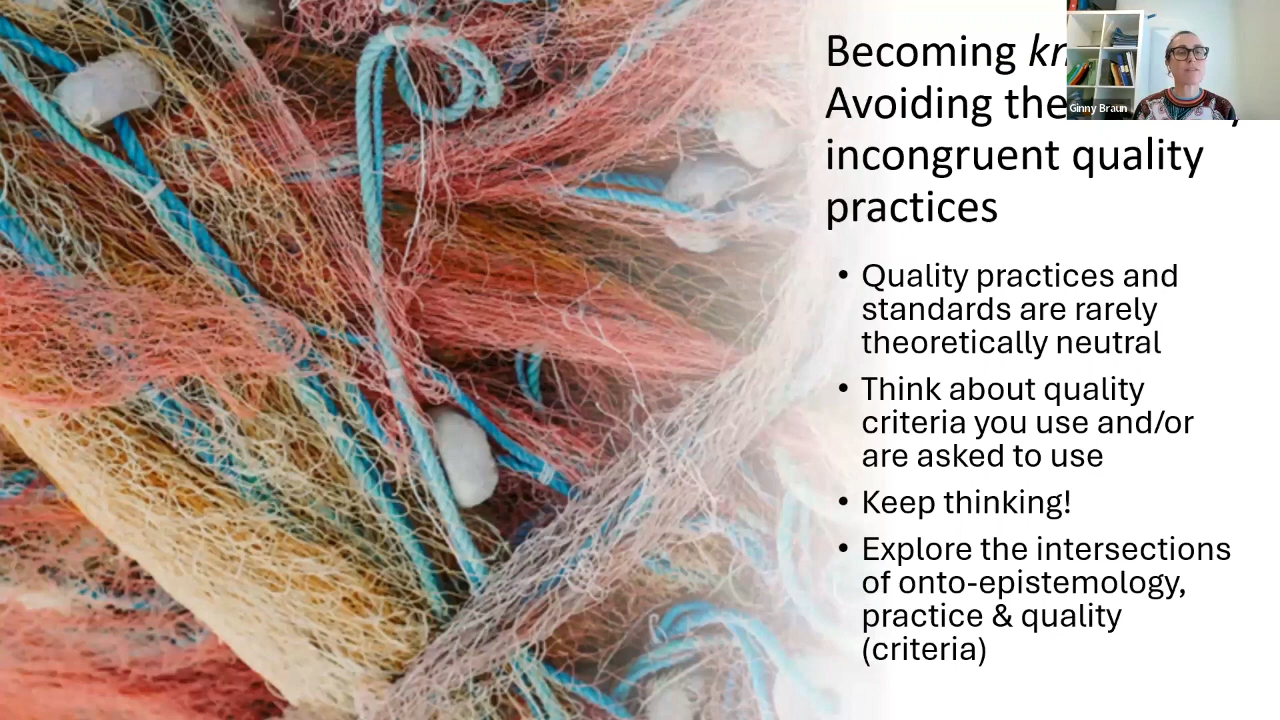 Becoming
Avoiding the
incongruent quality
practices
Ginny Braun
• Quality practices and
standards are rarely
theoretically neutral
• Think about quality
criteria you use and/or
are asked to use
• Keep thinking!
• Explore the intersections
of onto-epistemology,
practice & quality
(criteria)